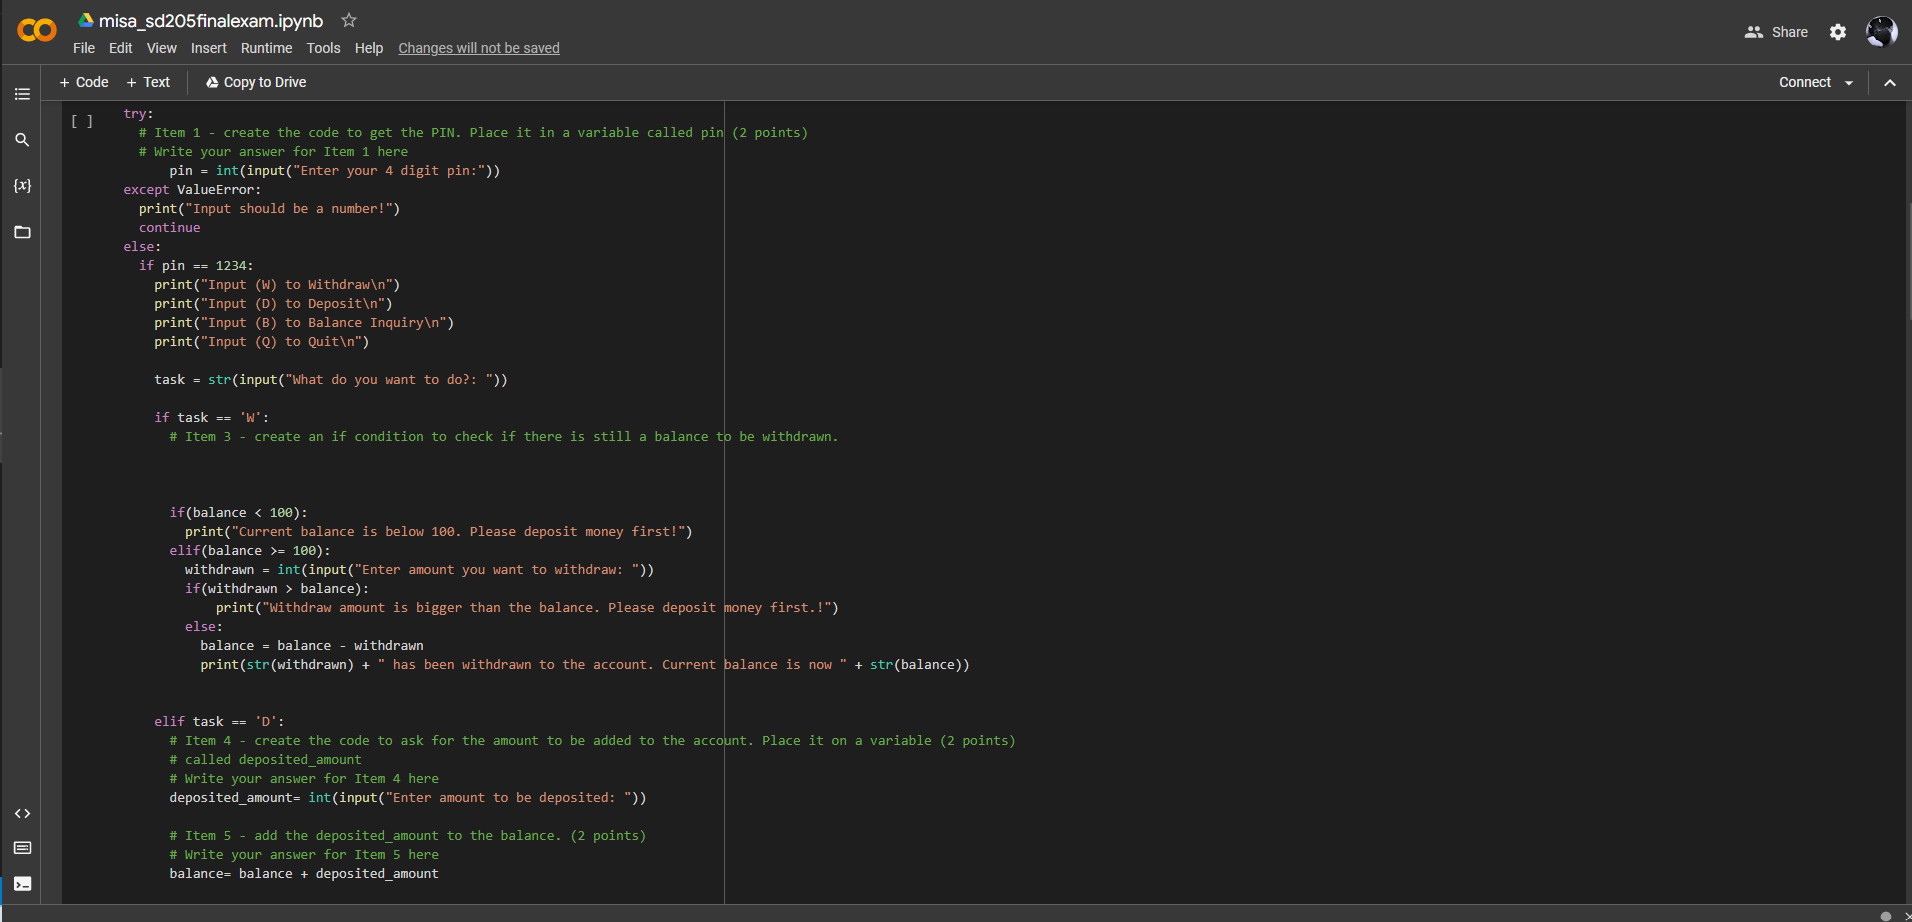 misa_sd205finalexam.ipynb
File Edit View Insert Runtime Tools Help Changes will not be saved
Share
+ Code + Text Copy to Drive
Connect
[ ]
try:
# Item 1 - create the code to get the PIN. Place it in a variable called pin (2 points)
# Write your answer for Item 1 here
pin = int(input("Enter your 4 digit pin:"))
except ValueError:
print("Input should be a number!")
continue
else:
if pin == 1234:
print("Input (W) to Withdraw\n")
print("Input (D) to Deposit\n")
print("Input (B) to Balance Inquiry\n")
print("Input (Q) to Quit\n")
task = str(input("What do you want to do?: "))
if task == 'W':
# Item 3 - create an if condition to check if there is still a balance to be withdrawn.
if(balance < 100):
print("Current balance is below 100. Please deposit money first!")
elif(balance >= 100):
withdrawn = int(input("Enter amount you want to withdraw: "))
if(withdrawn > balance):
print("Withdraw amount is bigger than the balance. Please deposit money first.!")
else:
balance = balance - withdrawn
print(str(withdrawn) + " has been withdrawn to the account. Current balance is now " + str(balance))
elif task == 'D':
# Item 4 - create the code to ask for the amount to be added to the account. Place it on a variable (2 points)
# called deposited_amount
# Write your answer for Item 4 here
deposited_amount= int(input("Enter amount to be deposited: "))
# Item 5 - add the deposited_amount to the balance. (2 points)
# Write your answer for Item 5 here
balance= balance + deposited_amount